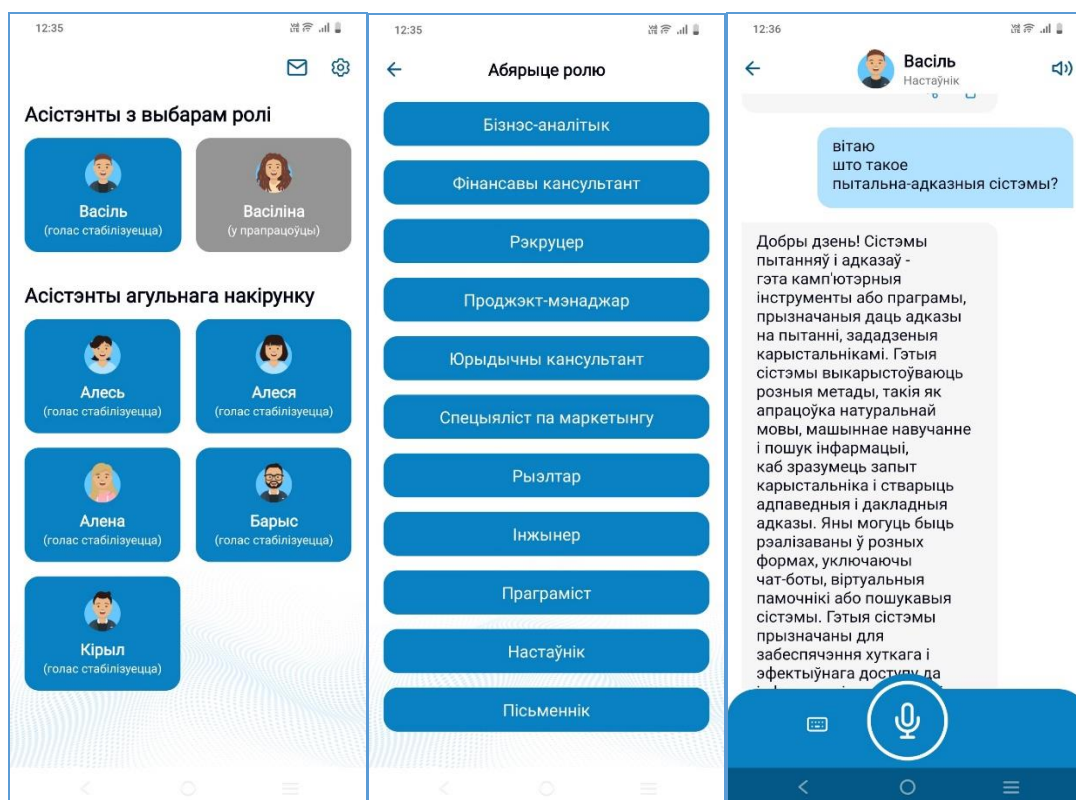 12:35
Асістэнты з выбарам ролі
Васіль
(голас стабілізуецца)
Васіліна
(у прапрацоўцы)
Асістэнты агульнага накірунку
Алесь
(голас стабілізуецца)
Алеся
(голас стабілізуецца)
Алена
(голас стабілізуецца)
Барыс
(голас стабілізуецца)
Кірыл
(голас стабілізуецца)
12:35
Абярыце ролю
Бізнэс-аналітык
Фінансавы кансультант
Рэкруцер
Проджэкт-мэнаджар
Юрыдычны кансультант
Спецыяліст па маркетынгу
Рыэлтар
Інжынер
Праграміст
Настаўнік
Пісьменнік
12:36
Васіль
Настаўнік
вітаю
што такое
пытальна-адказныя сістэмы?
Добры дзень! Сістэмы
пытанняў і адказаў -
гэта камп'ютэрныя
інструменты або праграмы,
прызначаныя даць адказы
на пытанні, зададзеныя
карыстальнікамі. Гэтыя
сістэмы выкарыстоўваюць
розныя метады, такія як
апрацоўка натуральнай
мовы, машыннае навучанне
і пошук інфармацыі,
каб зразумець запыт
карыстальніка і стварыць
адпаведныя і дакладныя
адказы. Яны могуць быць
рэалізаваны ў розных
формах, уключаючы
чат-боты, віртуальныя
памочнікі або пошукавыя
сістэмы. Гэтыя сістэмы
прызначаны для
забеспячэння хуткага і
эфектыўнага доступу да